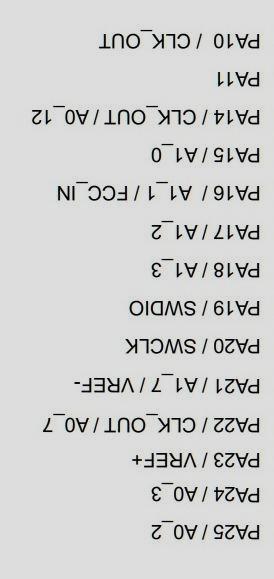 PA25 / A0_2
PA24 / A0_3
PA23 / VREF+
PA22 / CLK_OUT / A0_7
PA21 / A1_7 / VREF-
PA20 / SWCLK
PA19 / SWDIO
PA18 / A1_3
PA17 / A1_2
PA16 / A1_1 / FCC_IN
PA15 / A1_0
PA14 / CLK_OUT / A0_12
PA11
PA10 / CLK_OUT